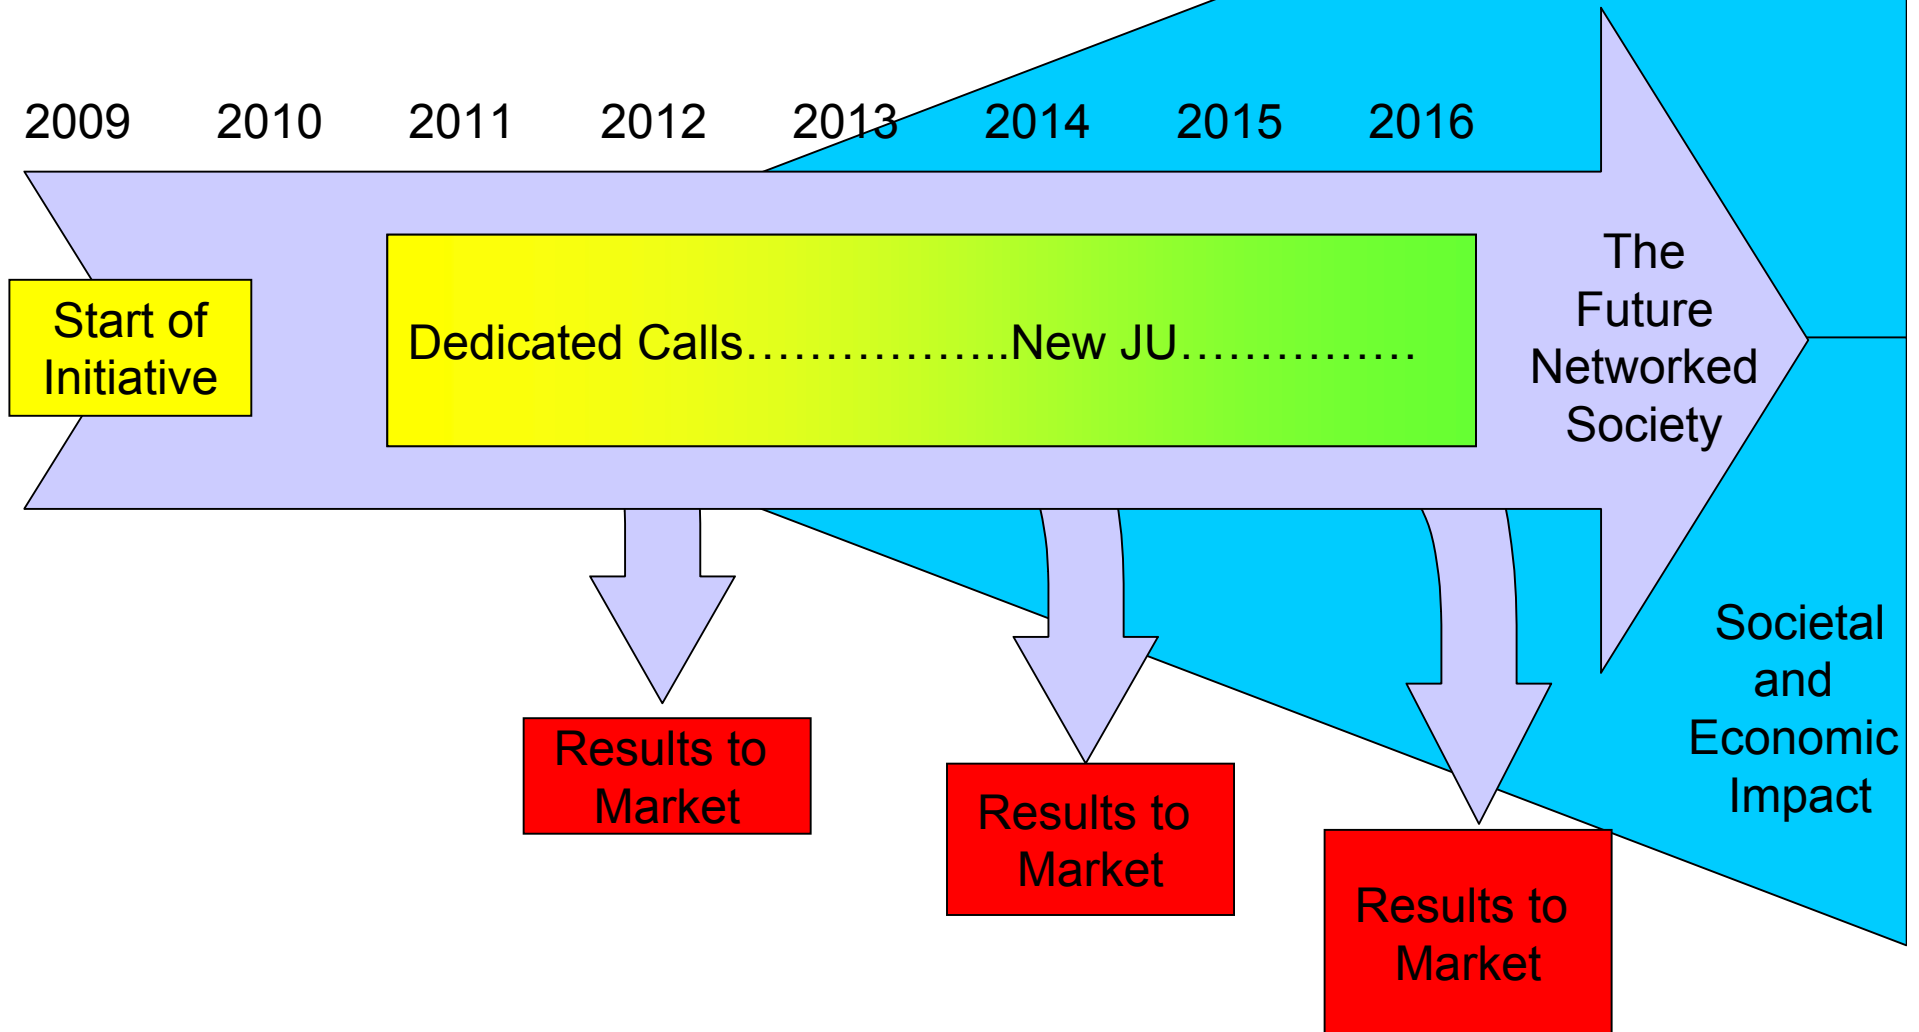 2009 2010 2011 2012 2013 2014 2015 2016
Start of
Initiative
Dedicated Calls……………..New JU……………
The
Future
Networked
Society
Results to
Market
Results to
Market
Results to
Market
Societal
and
Economic
Impact